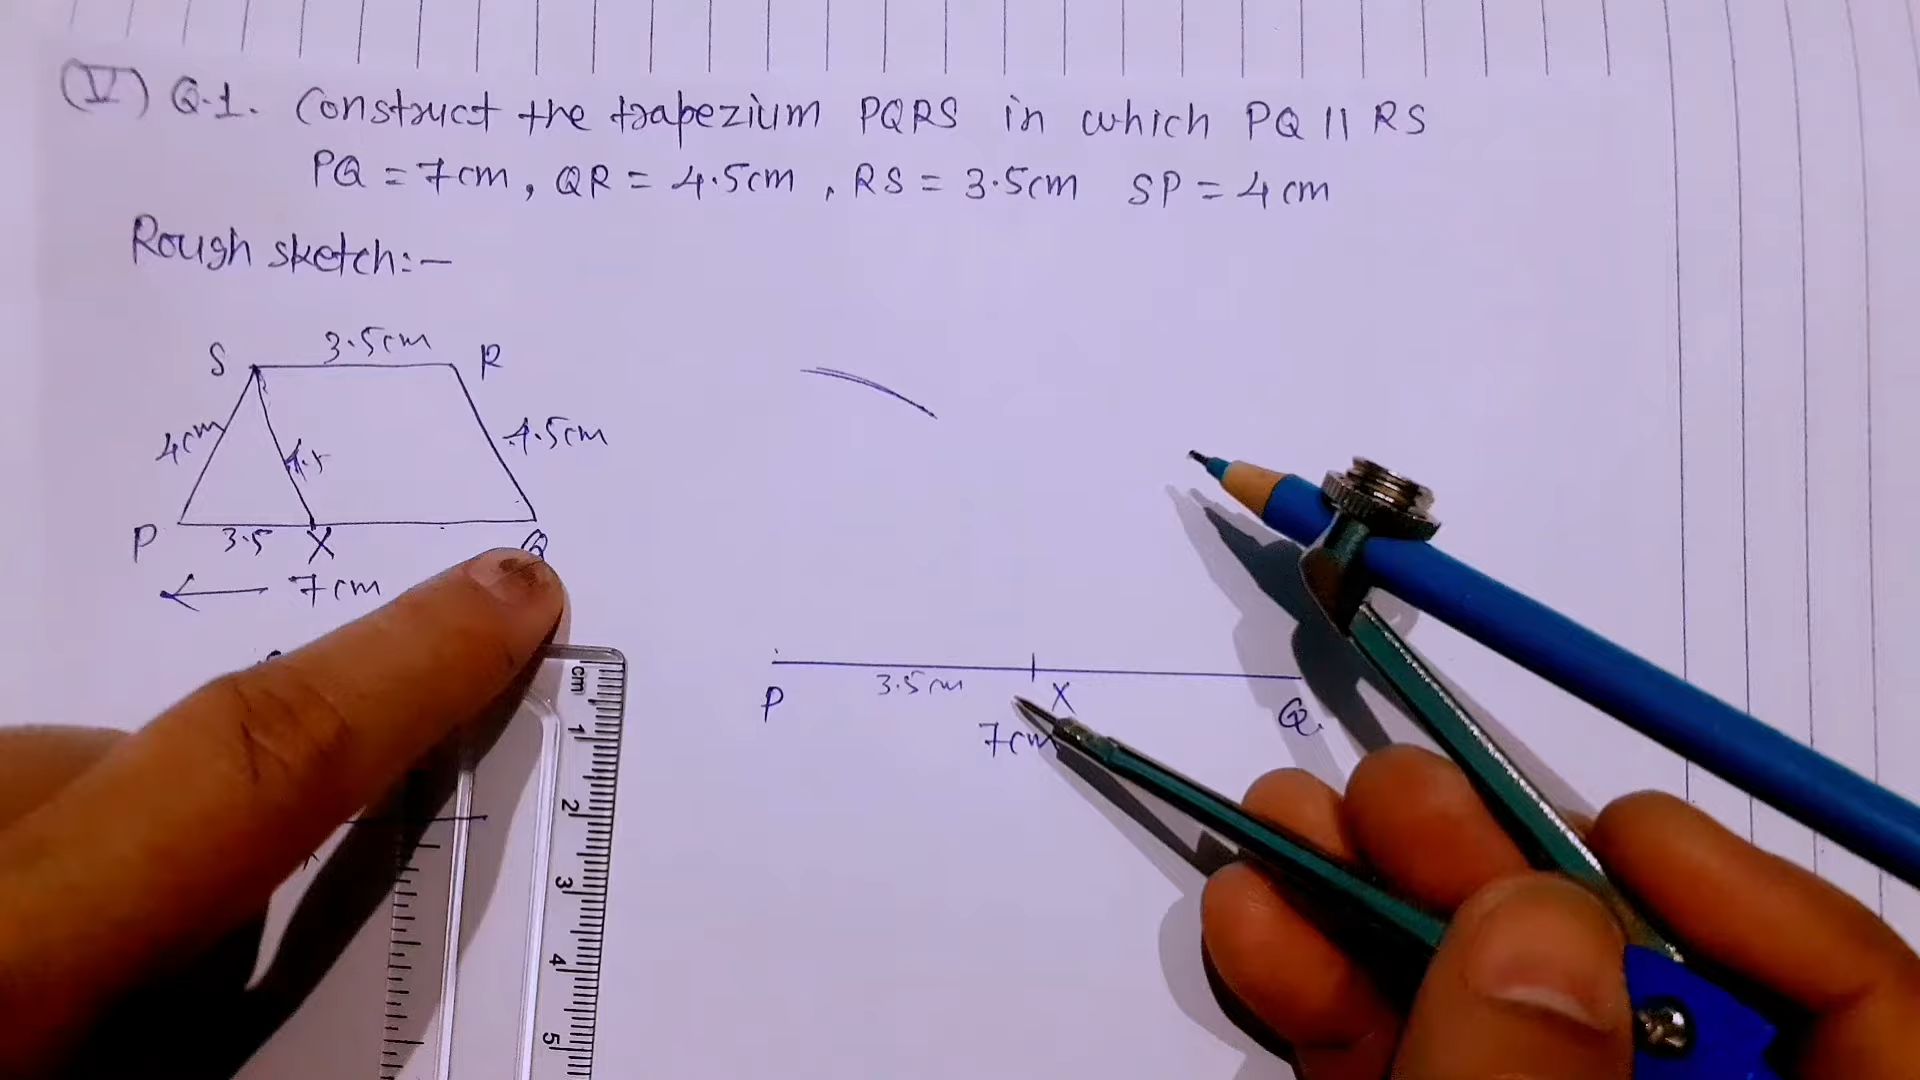 (V) Q.1. Construct the trapezium PQRS in which PQ || RS
PQ = 7cm, QR = 4.5cm, RS = 3.5cm SP = 4cm
Rough sketch:-
S 3.5cm R
4cm 4.5 4.5cm
P 3.5 X Q
7cm
P 3.5cm X Q
7cm
cm
1
2
3
4
5